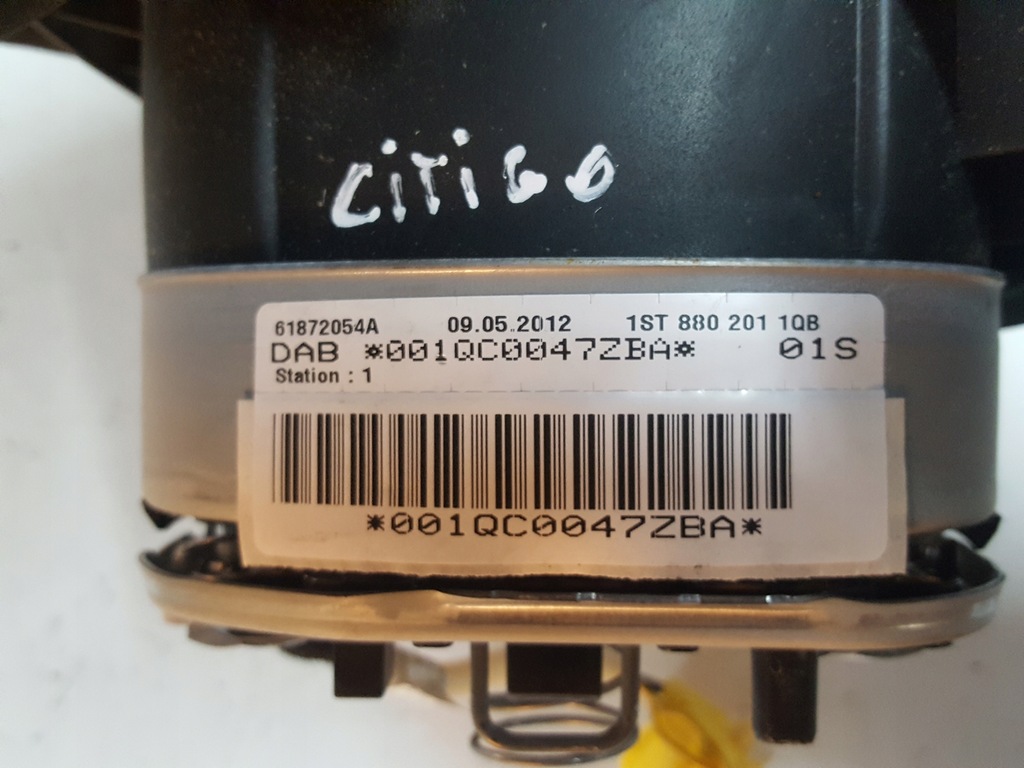 CiTiGo
61872054A 09.05.2012 1ST 880 201 1QB
DAB *001QC0047ZBA* 01S
Station : 1
*001QC0047ZBA*